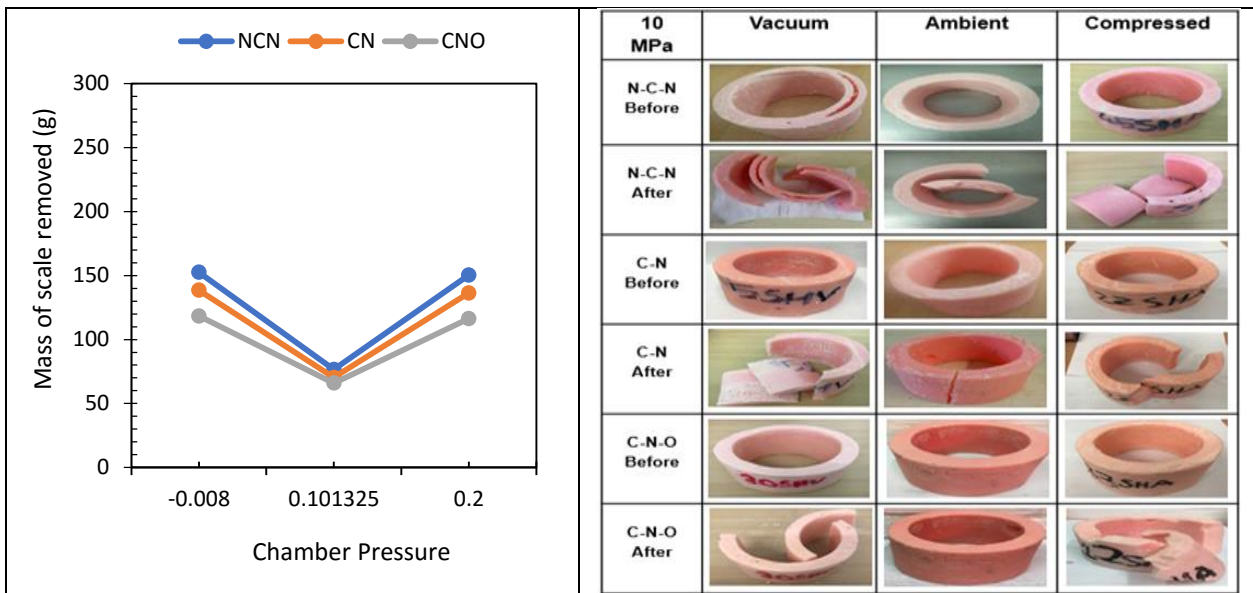 NCN CN CNO
300
250
200
150
100
50
0
Mass of scale removed (g)
-0.008 0.101325 0.2
Chamber Pressure
10 MPa Vacuum Ambient Compressed
N-C-N
Before
N-C-N
After
C-N
Before
C-N
After
C-N-O
Before
C-N-O
After